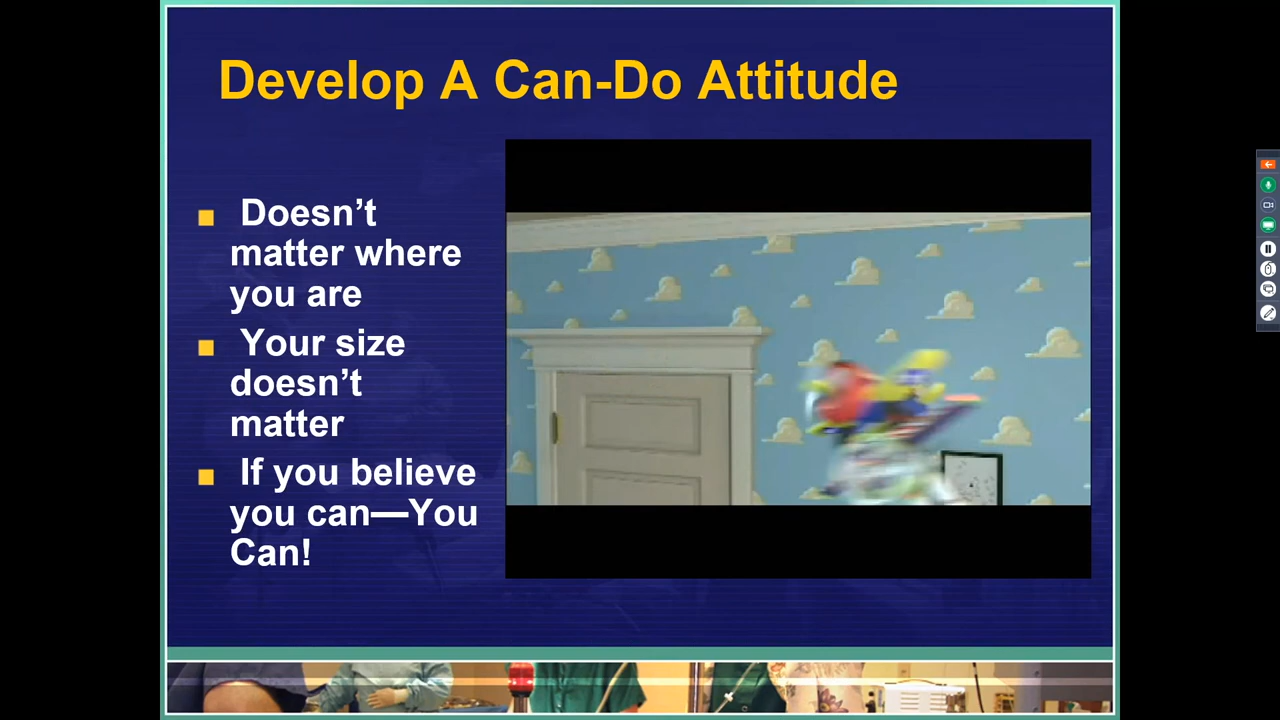 Develop A Can-Do Attitude
Doesn’t
matter where
you are
Your size
doesn’t
matter
If you believe
you can—You
Can!